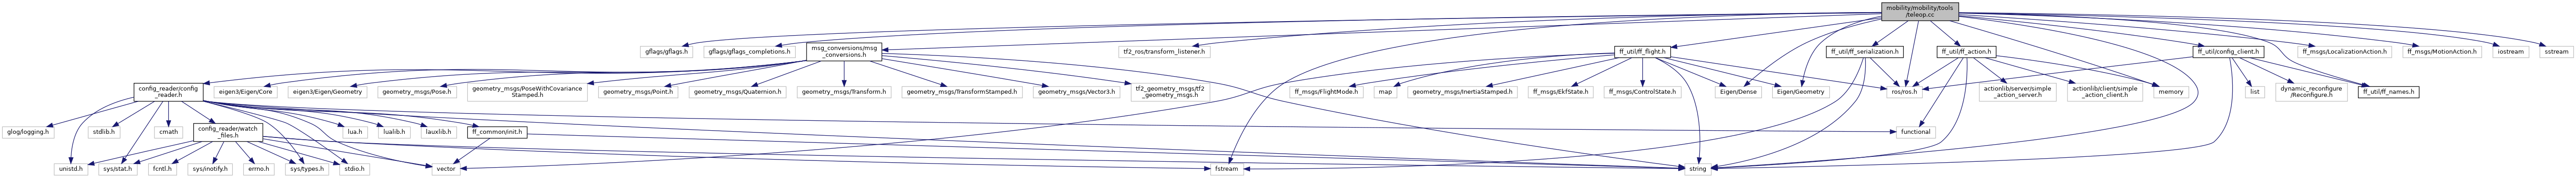 mobility/mobility/tools
/teleop.cc
gflags/gflags.h
gflags/gflags_completions.h
msg_conversions/msg
_conversions.h
tf2_ros/transform_listener.h
ff_util/ff_flight.h
ff_util/ff_serialization.h
ff_util/ff_action.h
ff_util/config_client.h
ff_msgs/LocalizationAction.h
ff_msgs/MotionAction.h
iostream
sstream
config_reader/config
_reader.h
eigen3/Eigen/Core
eigen3/Eigen/Geometry
geometry_msgs/Pose.h
geometry_msgs/PoseWithCovariance
Stamped.h
geometry_msgs/Point.h
geometry_msgs/Quaternion.h
geometry_msgs/Transform.h
geometry_msgs/TransformStamped.h
geometry_msgs/Vector3.h
tf2_geometry_msgs/tf2
_geometry_msgs.h
ff_msgs/FlightMode.h
map
geometry_msgs/InertiaStamped.h
ff_msgs/EkfState.h
ff_msgs/ControlState.h
Eigen/Dense
Eigen/Geometry
ros/ros.h
actionlib/server/simple
_action_server.h
actionlib/client/simple
_action_client.h
memory
list
dynamic_reconfigure
/Reconfigure.h
ff_util/ff_names.h
glog/logging.h
stdlib.h
cmath
config_reader/watch
_files.h
lua.h
lualib.h
lauxlib.h
ff_common/init.h
functional
unistd.h
sys/stat.h
fcntl.h
sys/inotify.h
errno.h
sys/types.h
stdio.h
vector
fstream
string